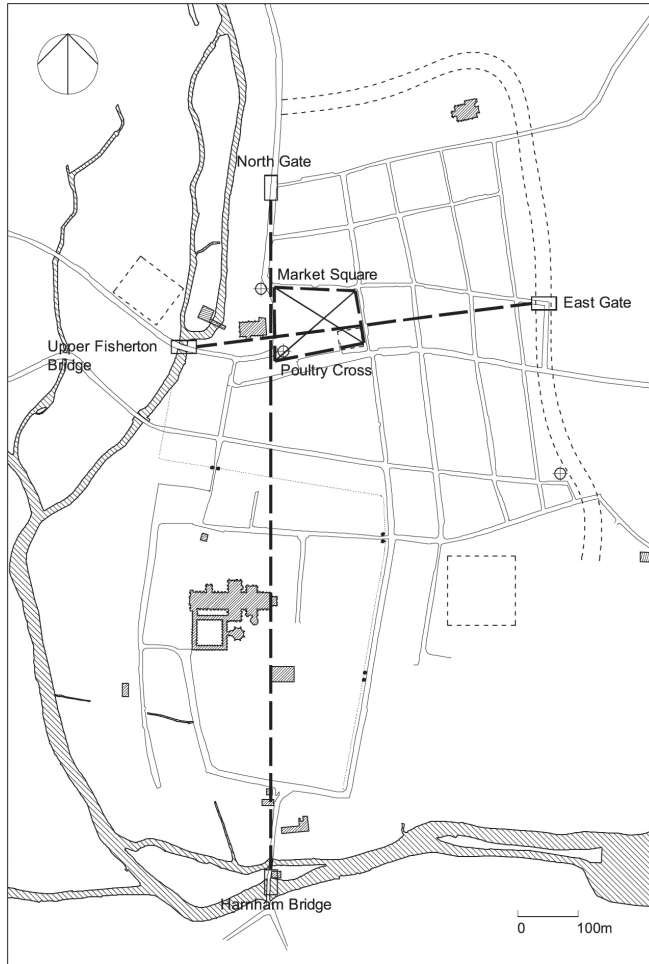 North Gate
Market Square
East Gate
Upper Fisherton
Bridge
Poultry Cross
Harnham Bridge
0 100m